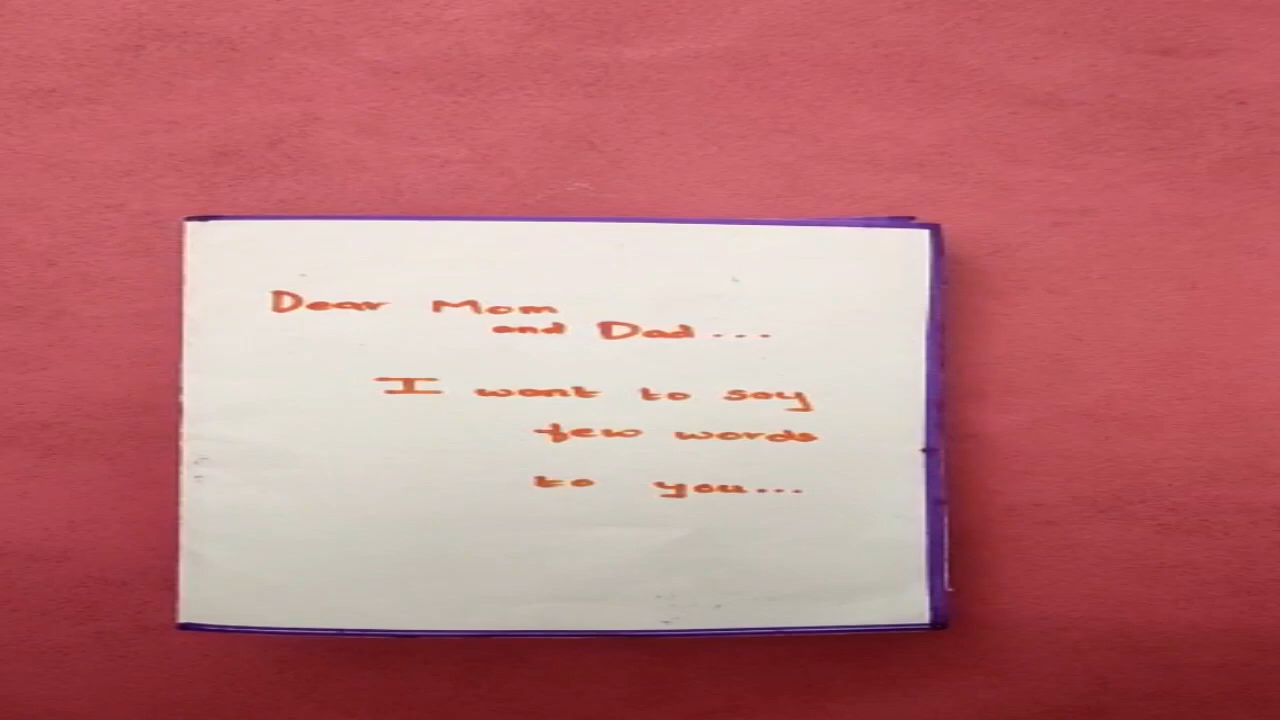 Dear Mom
and Dad...
I want to say
few words
to you...